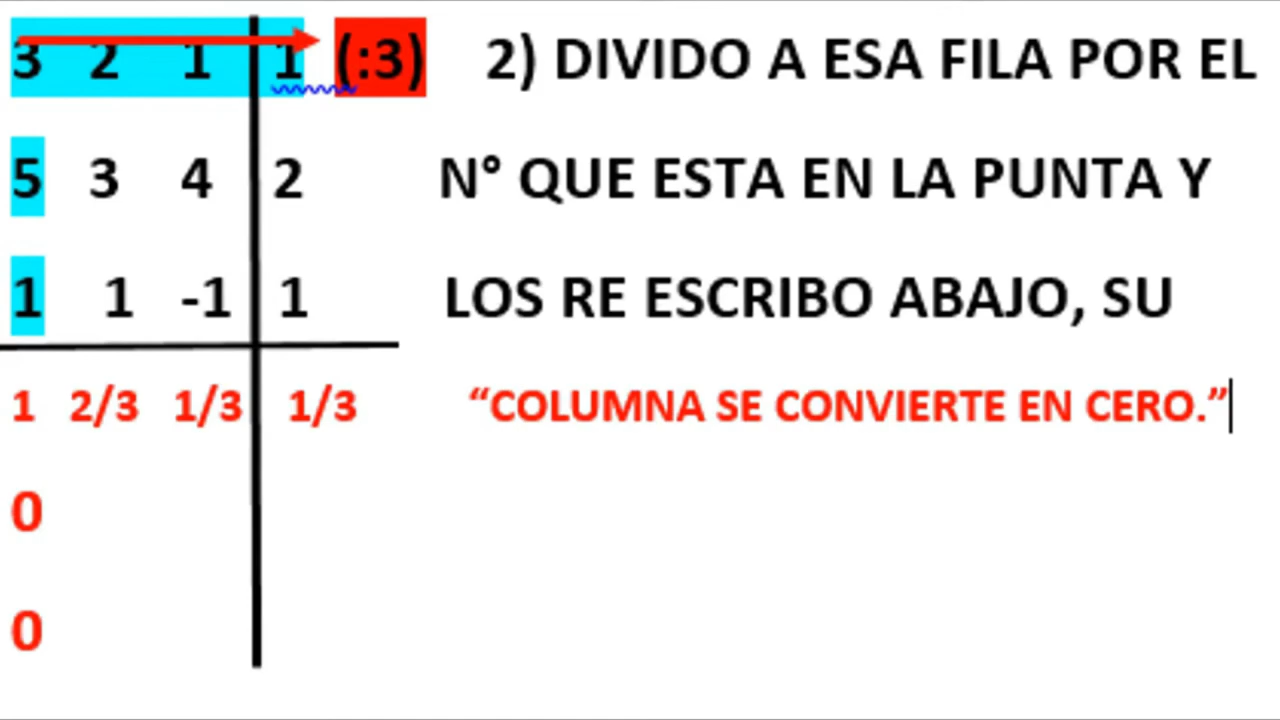 3 2 1 1 (:3) 2) DIVIDO A ESA FILA POR EL
5 3 4 2 N° QUE ESTA EN LA PUNTA Y
1 1 -1 1 LOS RE ESCRIBO ABAJO, SU
1 2/3 1/3 1/3 “COLUMNA SE CONVIERTE EN CERO.”
0
0